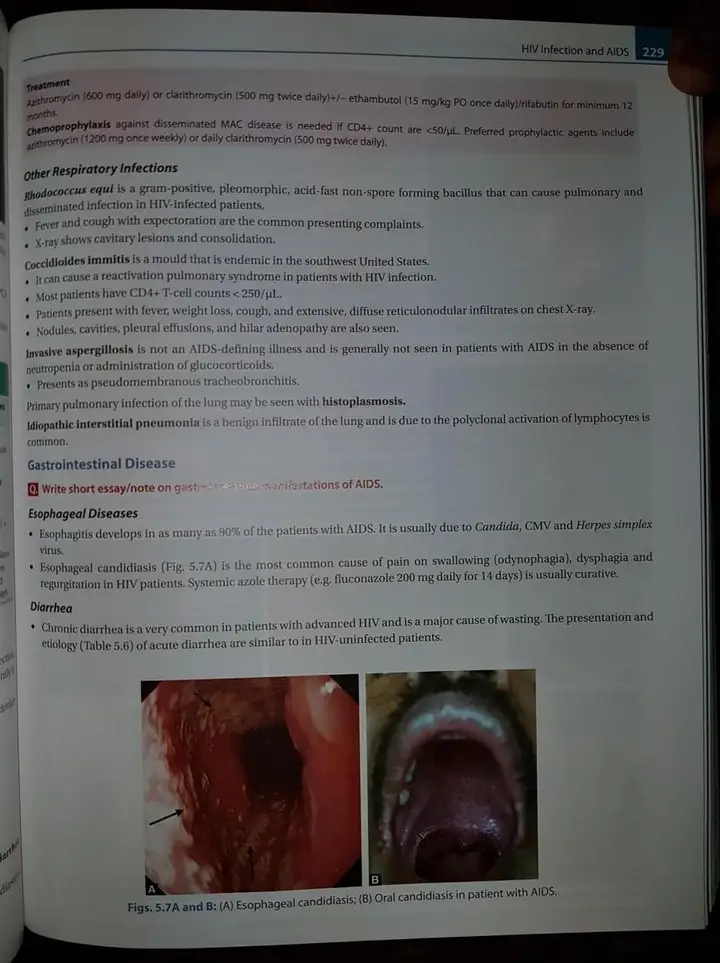 HIV Infection and AIDS 229
Treatment
Azithromycin (600 mg daily) or clarithromycin (500 mg twice daily)+/– ethambutol (15 mg/kg PO once daily)/rifabutin for minimum 12
months.
Chemoprophylaxis against disseminated MAC disease is needed if CD4+ count are <50/μL. Preferred prophylactic agents include
azithromycin (1200 mg once weekly) or daily clarithromycin (500 mg twice daily).
Other Respiratory Infections
Rhodococcus equi is a gram-positive, pleomorphic, acid-fast non-spore forming bacillus that can cause pulmonary and
disseminated infection in HIV-infected patients.
• Fever and cough with expectoration are the common presenting complaints.
• X-ray shows cavitary lesions and consolidation.
Coccidioides immitis is a mould that is endemic in the southwest United States.
• It can cause a reactivation pulmonary syndrome in patients with HIV infection.
• Most patients have CD4+ T-cell counts < 250/μL.
• Patients present with fever, weight loss, cough, and extensive, diffuse reticulonodular infiltrates on chest X-ray.
• Nodules, cavities, pleural effusions, and hilar adenopathy are also seen.
Invasive aspergillosis is not an AIDS-defining illness and is generally not seen in patients with AIDS in the absence of
neutropenia or administration of glucocorticoids.
• Presents as pseudomembranous tracheobronchitis.
Primary pulmonary infection of the lung may be seen with histoplasmosis.
Idiopathic interstitial pneumonia is a benign infiltrate of the lung and is due to the polyclonal activation of lymphocytes is
common.
Gastrointestinal Disease
Q. Write short essay/note on manifestations of AIDS.
Esophageal Diseases
• Esophagitis develops in as many as 90% of the patients with AIDS. It is usually due to Candida, CMV and Herpes simplex
virus.
• Esophageal candidiasis (Fig. 5.7A) is the most common cause of pain on swallowing (odynophagia), dysphagia and
regurgitation in HIV patients. Systemic azole therapy (e.g. fluconazole 200 mg daily for 14 days) is usually curative.
Diarrhea
• Chronic diarrhea is a very common in patients with advanced HIV and is a major cause of wasting. The presentation and
etiology (Table 5.6) of acute diarrhea are similar to in HIV-uninfected patients.
A
B
Figs. 5.7A and B: (A) Esophageal candidiasis; (B) Oral candidiasis in patient with AIDS.